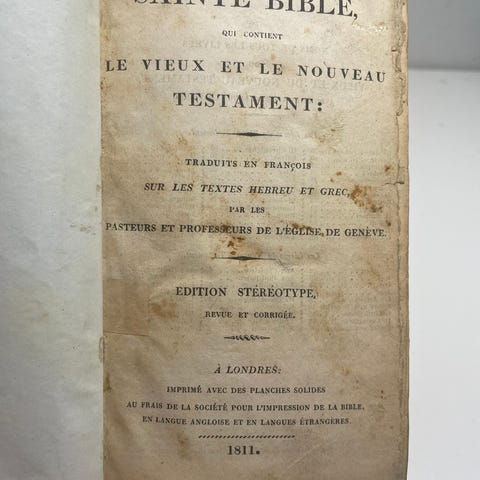 SAINTE BIBLE,
QUI CONTIENT
LE VIEUX ET LE NOUVEAU
TESTAMENT:
TRADUITS EN FRANÇOIS
SUR LES TEXTES HEBREU ET GREC,
PAR LES
PASTEURS ET PROFESSEURS DE L'ÉGLISE DE GENÈVE.
EDITION STÉRÉOTYPE,
REVUE ET CORRIGÉE.
À LONDRES:
IMPRIMÉ AVEC DES PLANCHES SOLIDES
AU FRAIS DE LA SOCIÉTÉ POUR L'IMPRESSION DE LA BIBLE,
EN LANGUE ANGLOISE ET EN LANGUES ÉTRANGÈRES.
1811.